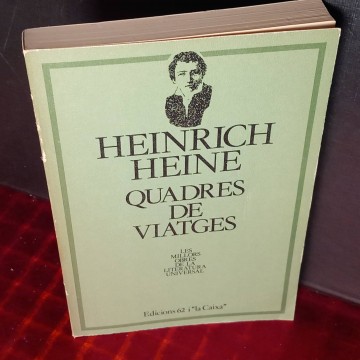 HEINRICH
HEINE
QUADRES
DE
VIATGES
LES
MILLORS
OBRES
DE LA
LITERATURA
UNIVERSAL
Edicions 62 i "la Caixa"